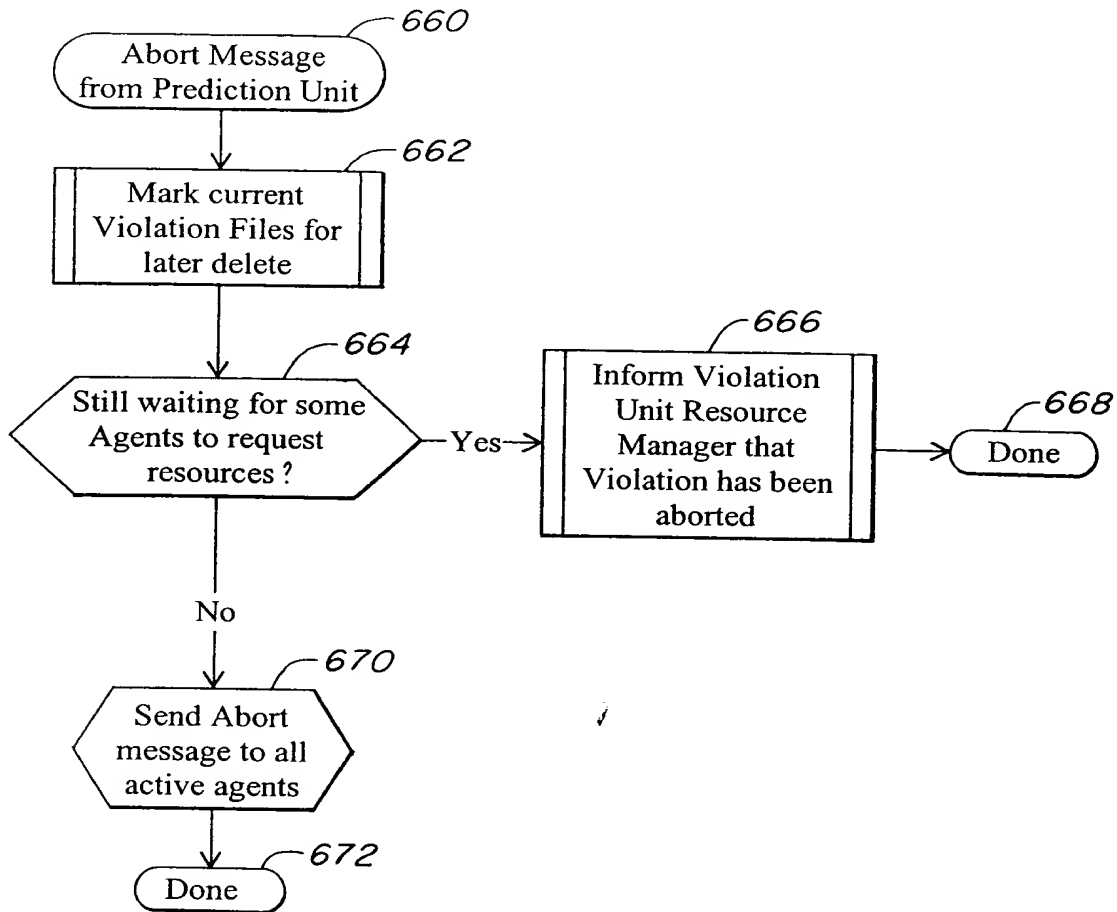 660
Abort Message
from Prediction Unit
662
Mark current
Violation Files for
later delete
664
Still waiting for some
Agents to request
resources ?
Yes
666
Inform Violation
Unit Resource
Manager that
Violation has been
aborted
668
Done
No
670
Send Abort
message to all
active agents
672
Done